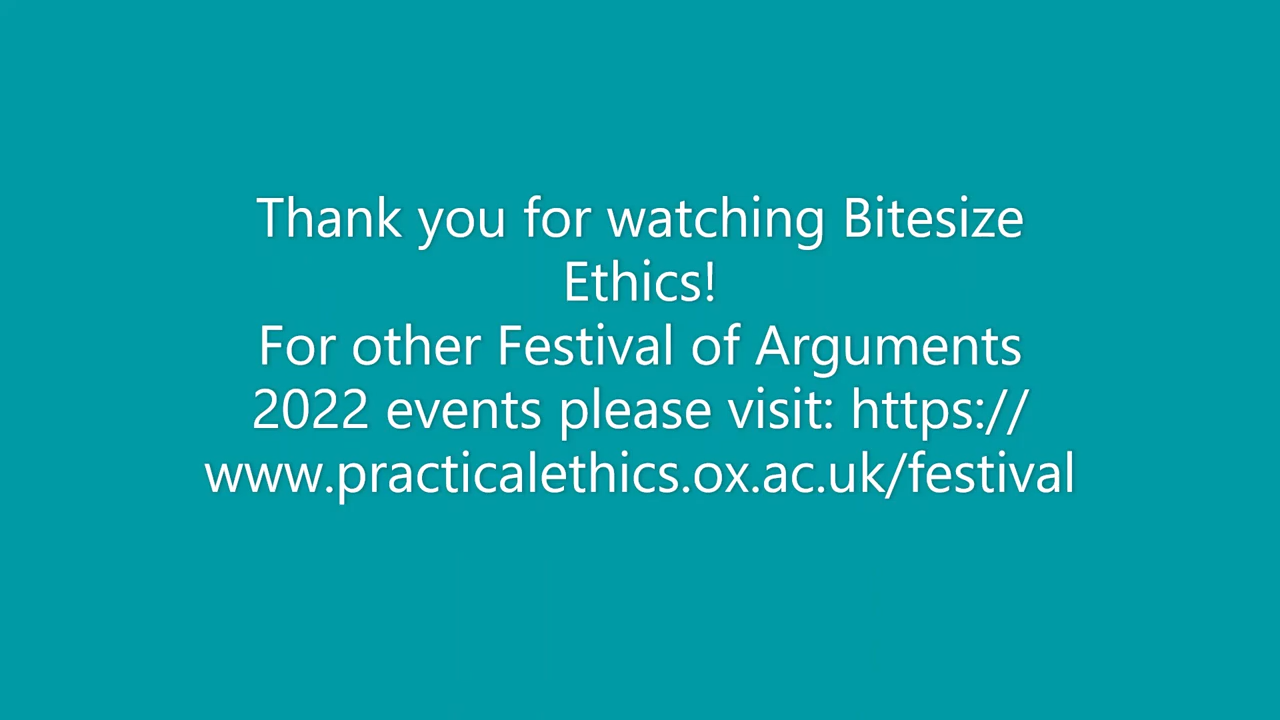 Thank you for watching Bitesize
Ethics!
For other Festival of Arguments
2022 events please visit: https://
www.practicalethics.ox.ac.uk/festival